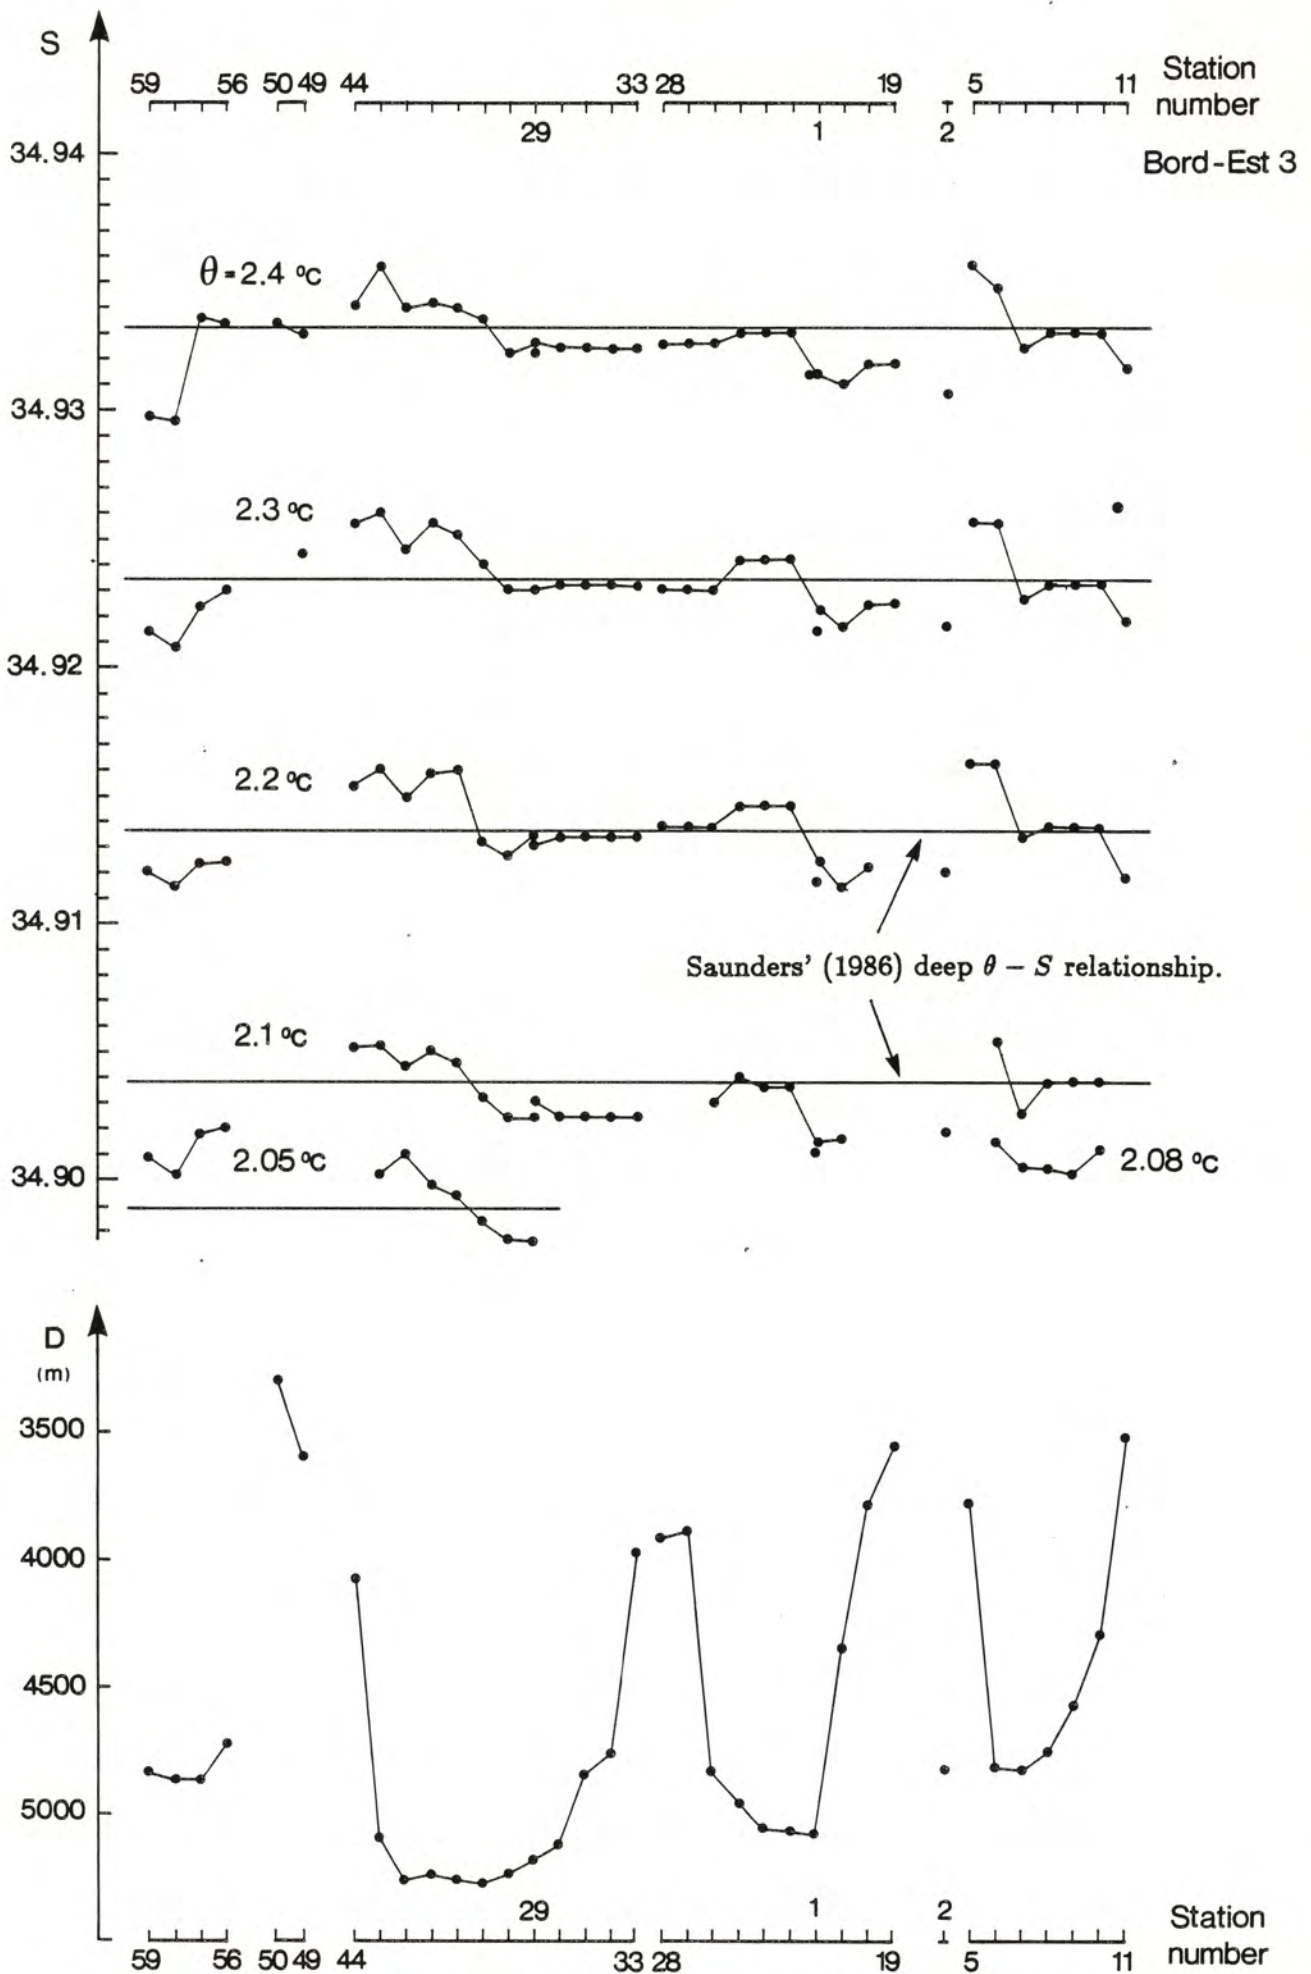 S
59 56 50 49 44 33 28 19 5 11 Station
29 1 2 number
34.94
Bord-Est 3
θ=2.4 °C
34.93
2.3 °C
34.92
2.2 °C
34.91
Saunders' (1986) deep θ – S relationship.
2.1 °C
34.90
2.05 °C
2.08 °C
D
(m)
3500
4000
4500
5000
29 1 2 Station
59 56 50 49 44 33 28 19 5 11 number